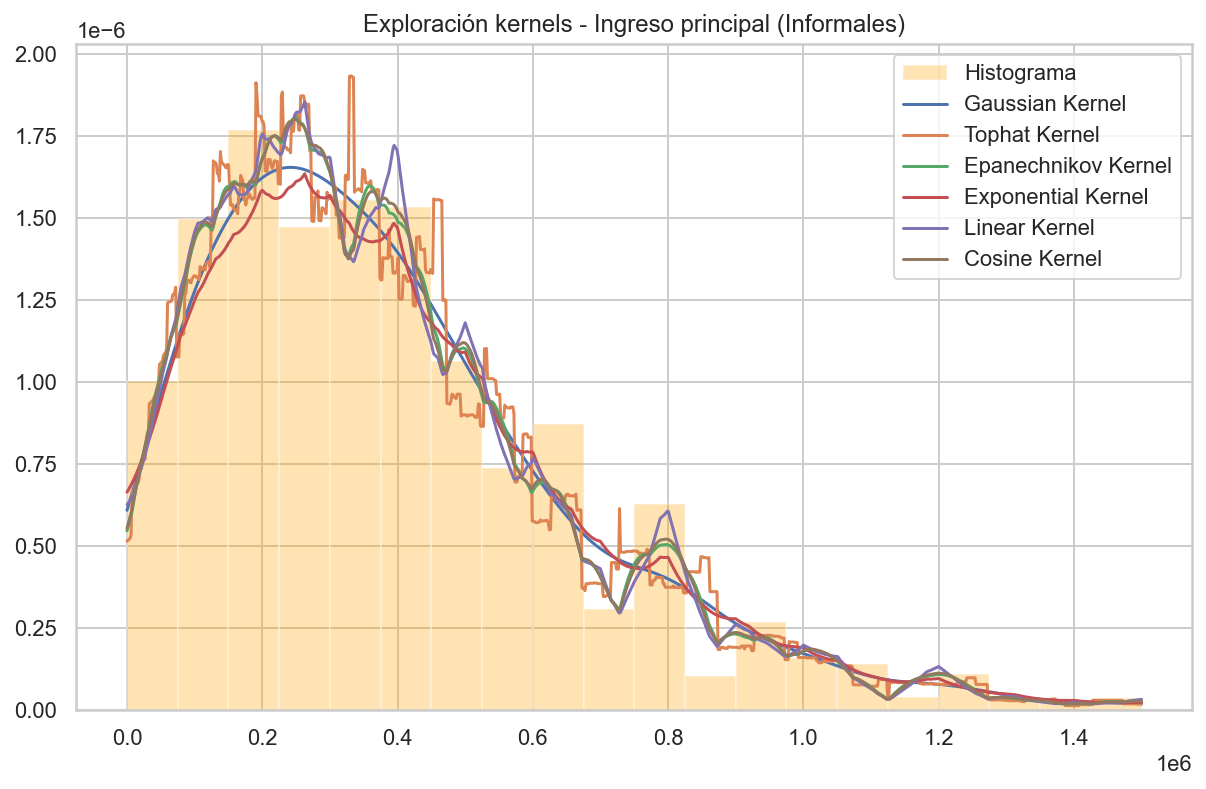 Exploración kernels - Ingreso principal (Informales)
1e−6
2.00
1.75
1.50
1.25
1.00
0.75
0.50
0.25
0.00
Histograma
Gaussian Kernel
Tophat Kernel
Epanechnikov Kernel
Exponential Kernel
Linear Kernel
Cosine Kernel
0.0 0.2 0.4 0.6 0.8 1.0 1.2 1.4
1e6